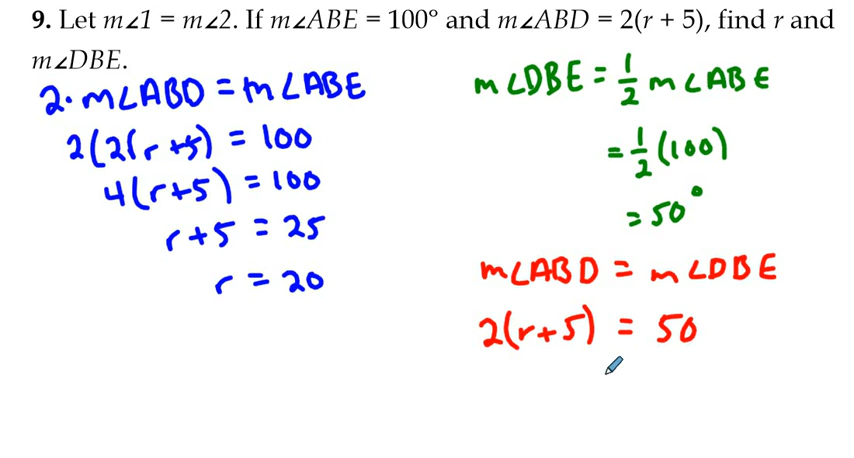 9. Let m∠1 = m∠2. If m∠ABE = 100° and m∠ABD = 2(r + 5), find r and
m∠DBE.
2·m∠ABD = m∠ABE
2(2(r+5) = 100
4(r+5) = 100
r+5 = 25
r = 20
m∠DBE = 1/2 m∠ABE
= 1/2 (100)
= 50°
m∠ABD = m∠DBE
2(r+5) = 50